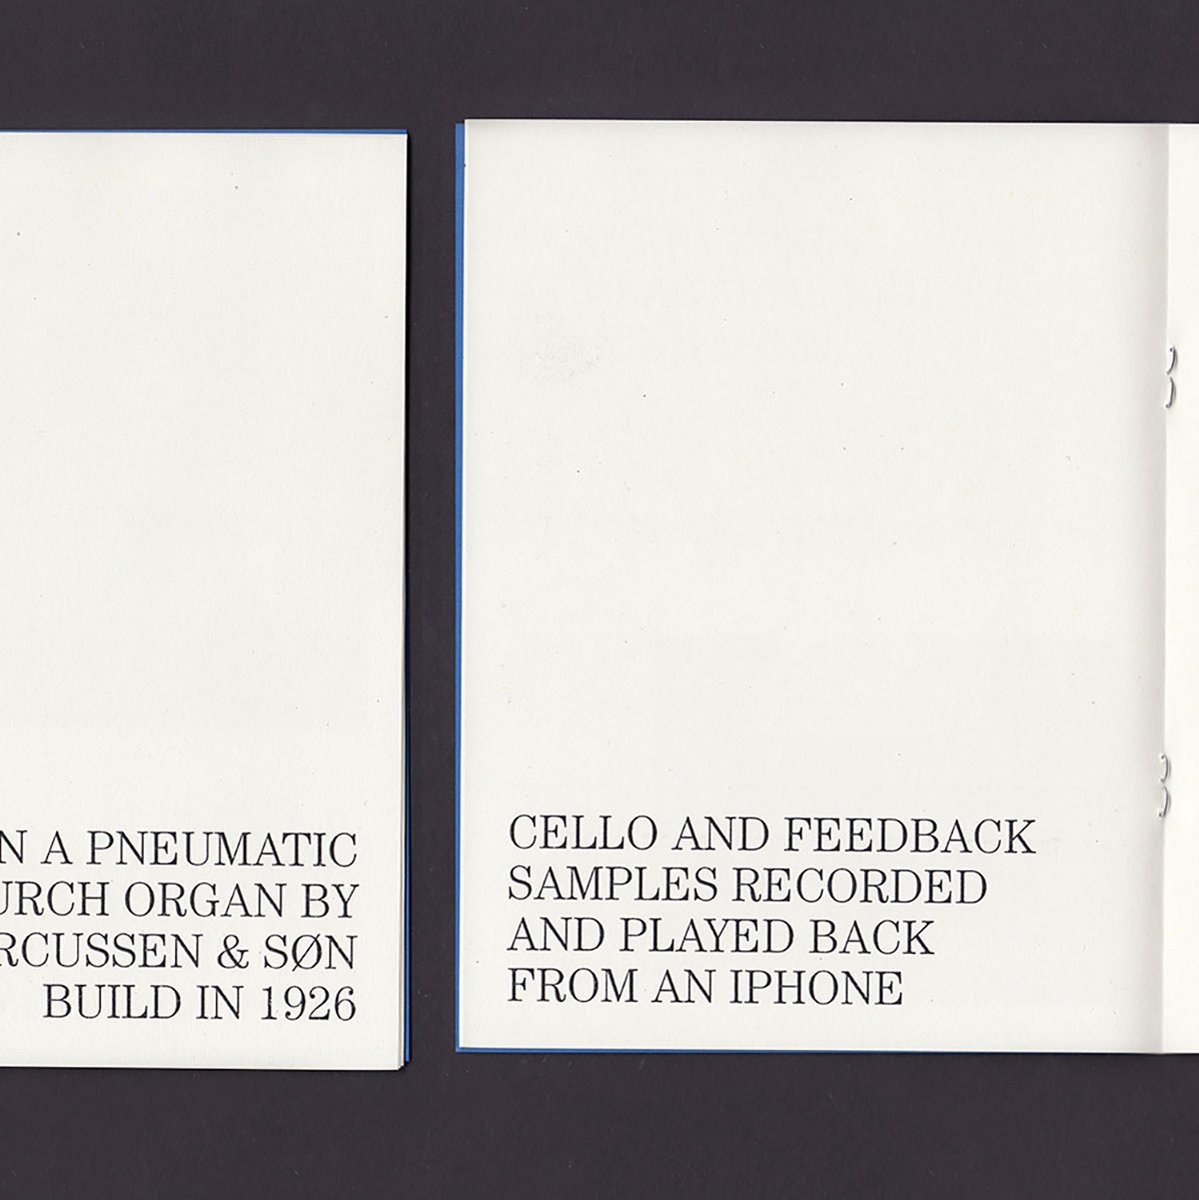 N A PNEUMATIC
URCH ORGAN BY
RCUSSEN & SØN
BUILD IN 1926
CELLO AND FEEDBACK
SAMPLES RECORDED
AND PLAYED BACK
FROM AN IPHONE